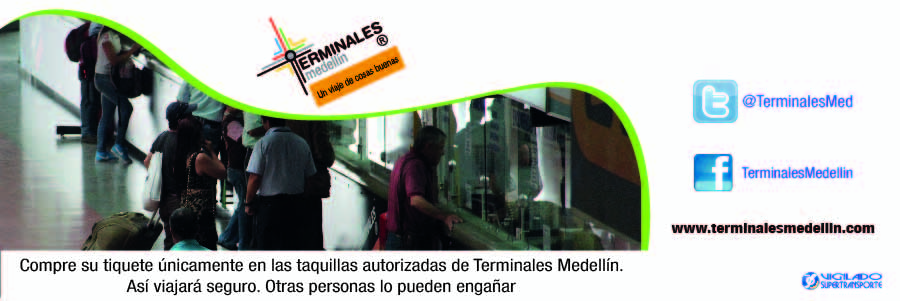 TERMINALES
medellín ®
Un viaje de cosas buenas
@TerminalesMed
TerminalesMedellin
www.terminalesmedellin.com
Compre su tiquete únicamente en las taquillas autorizadas de Terminales Medellín.
Así viajará seguro. Otras personas lo pueden engañar
VIGILADO
SUPERTRANSPORTE